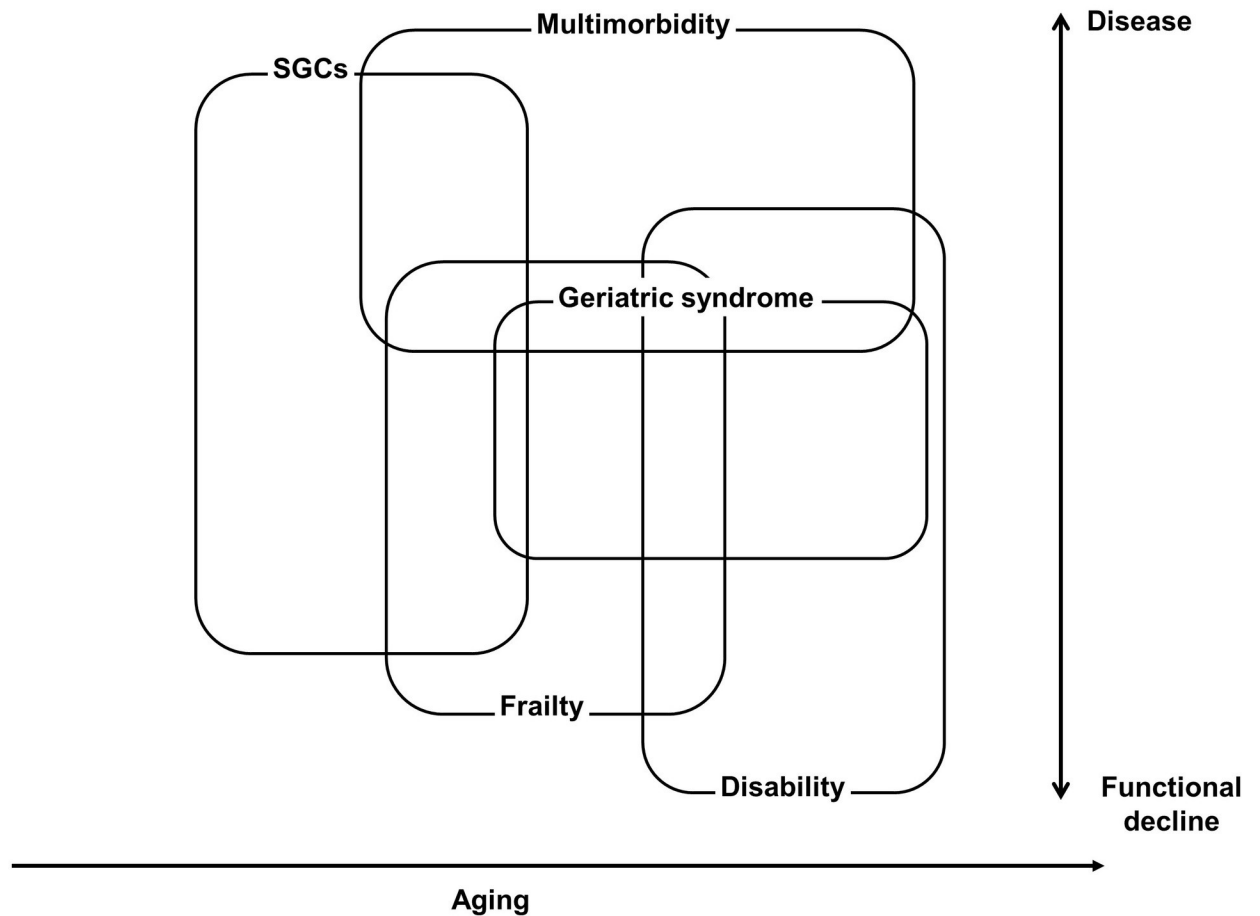 Multimorbidity
Disease
SGCs
Geriatric syndrome
Frailty
Disability
Functional
decline
Aging